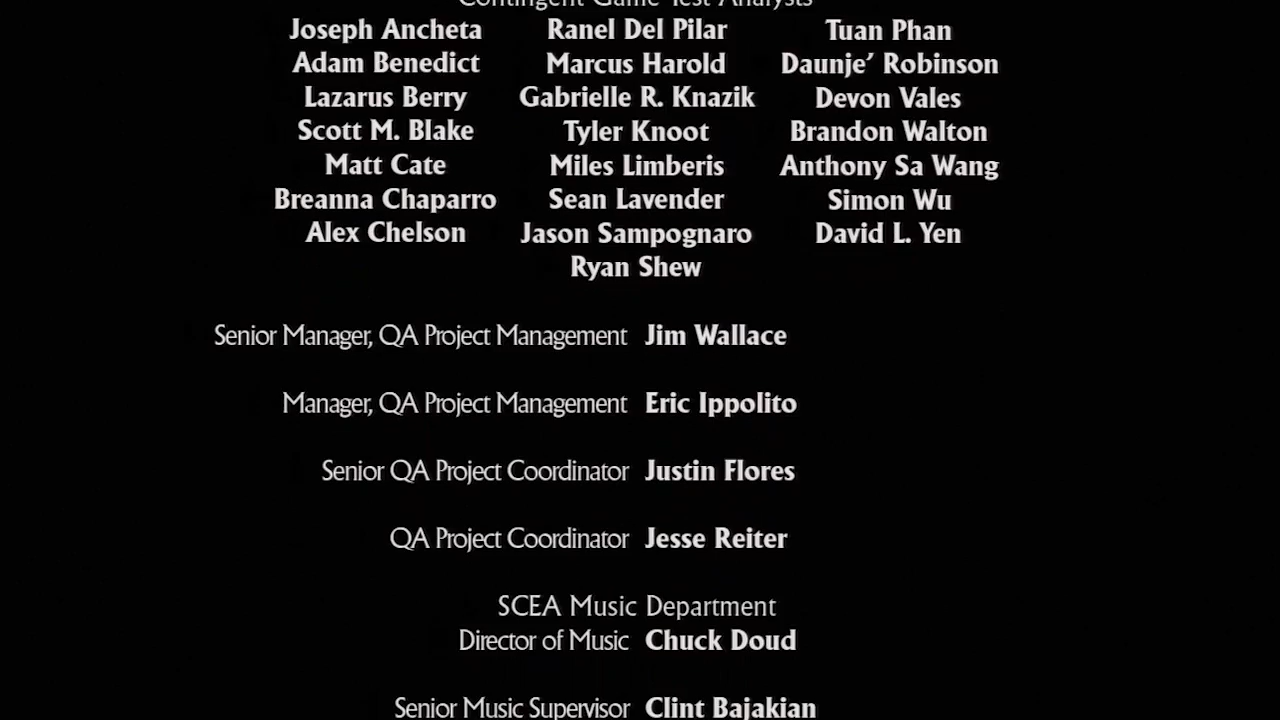 Contingent Game Test Analysts
Joseph Ancheta Ranel Del Pilar Tuan Phan
Adam Benedict Marcus Harold Daunje’ Robinson
Lazarus Berry Gabrielle R. Knazik Devon Vales
Scott M. Blake Tyler Knoot Brandon Walton
Matt Cate Miles Limberis Anthony Sa Wang
Breanna Chaparro Sean Lavender Simon Wu
Alex Chelson Jason Sampognaro David L. Yen
Ryan Shew
Senior Manager, QA Project Management Jim Wallace
Manager, QA Project Management Eric Ippolito
Senior QA Project Coordinator Justin Flores
QA Project Coordinator Jesse Reiter
SCEA Music Department
Director of Music Chuck Doud
Senior Music Supervisor Clint Bajakian